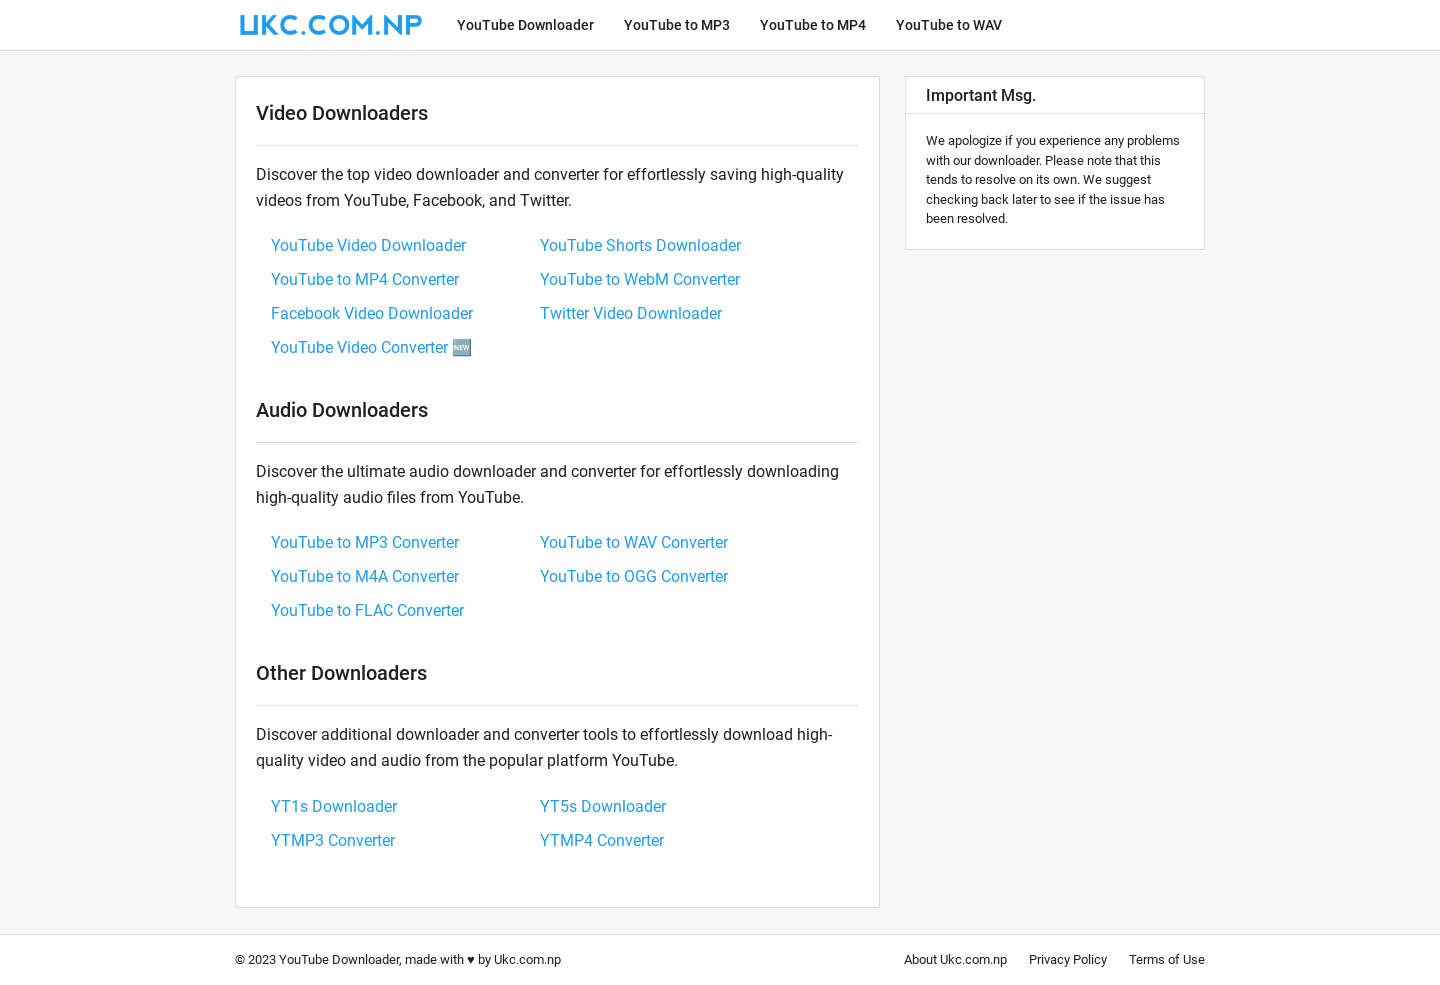 UKC.COM.NP
YouTube Downloader
YouTube to MP3
YouTube to MP4
YouTube to WAV
Video Downloaders
Discover the top video downloader and converter for effortlessly saving high-quality
videos from YouTube, Facebook, and Twitter.
YouTube Video Downloader
YouTube Shorts Downloader
YouTube to MP4 Converter
YouTube to WebM Converter
Facebook Video Downloader
Twitter Video Downloader
YouTube Video Converter 🆕
Audio Downloaders
Discover the ultimate audio downloader and converter for effortlessly downloading
high-quality audio files from YouTube.
YouTube to MP3 Converter
YouTube to WAV Converter
YouTube to M4A Converter
YouTube to OGG Converter
YouTube to FLAC Converter
Other Downloaders
Discover additional downloader and converter tools to effortlessly download high-
quality video and audio from the popular platform YouTube.
YT1s Downloader
YT5s Downloader
YTMP3 Converter
YTMP4 Converter
Important Msg.
We apologize if you experience any problems
with our downloader. Please note that this
tends to resolve on its own. We suggest
checking back later to see if the issue has
been resolved.
© 2023 YouTube Downloader, made with ♥ by Ukc.com.np
About Ukc.com.np
Privacy Policy
Terms of Use